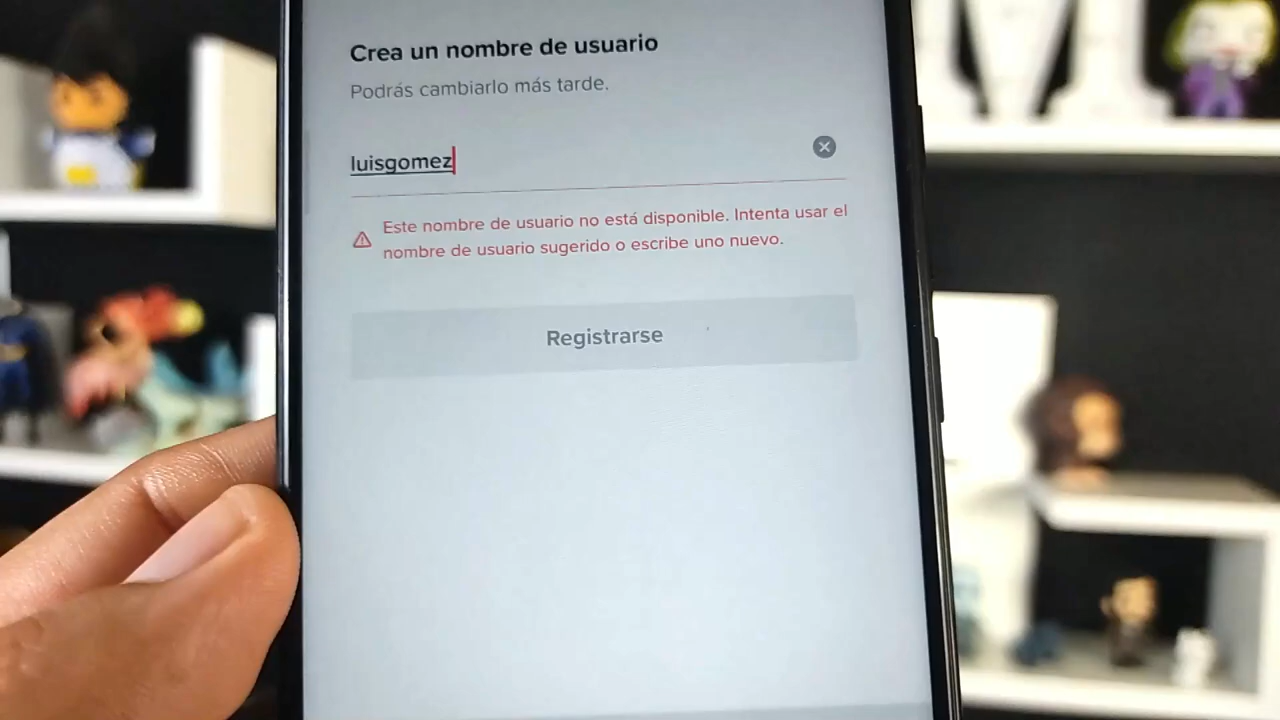 Crea un nombre de usuario
Podrás cambiarlo más tarde.
luisgomez
Este nombre de usuario no está disponible. Intenta usar el
nombre de usuario sugerido o escribe uno nuevo.
Registrarse